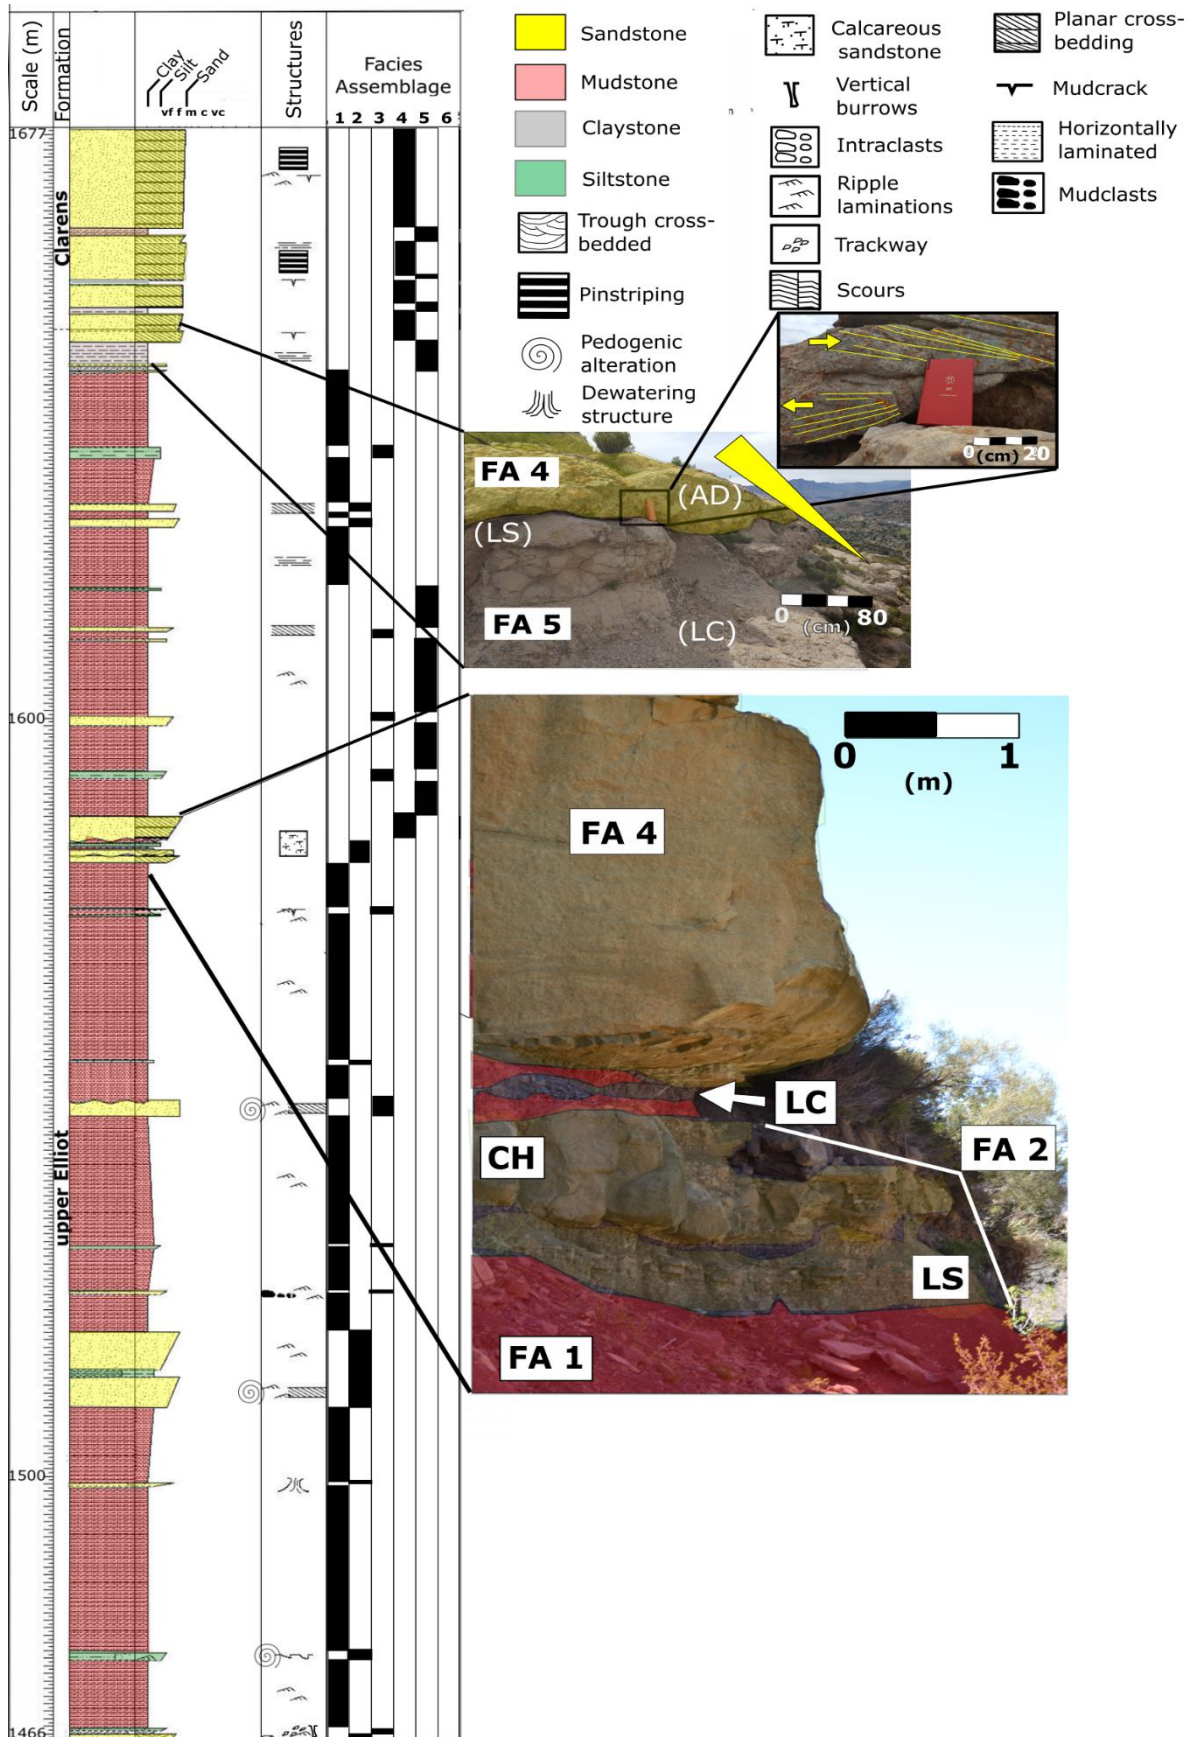 Scale (m)
Formation
Clay
Silt
Sand
vf f m c vc
Structures
Facies
Assemblage
1 2 3 4 5 6
1677
1600
1500
1466
Clarens
upper Elliot
Sandstone
Mudstone
Claystone
Siltstone
Trough cross-
bedded
Pinstriping
Pedogenic
alteration
Dewatering
structure
Calcareous
sandstone
Vertical
burrows
Intraclasts
Ripple
laminations
Trackway
Scours
Planar cross-
bedding
Mudcrack
Horizontally
laminated
Mudclasts
0 (cm) 20
FA 4
(AD)
(LS)
FA 5
(LC)
0 (cm) 80
0 1
(m)
FA 4
LC
CH
FA 2
LS
FA 1